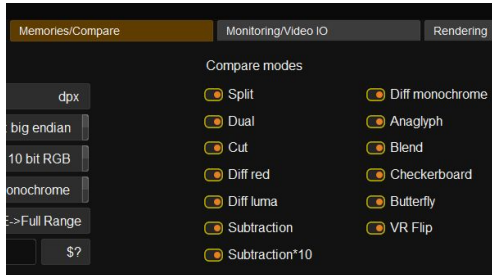 Memories/Compare
Monitoring/Video IO
Rendering
Compare modes
dpx
big endian
10 bit RGB
onochrome
E->Full Range
$?
Split
Dual
Cut
Diff red
Diff luma
Subtraction
Subtraction*10
Diff monochrome
Anaglyph
Blend
Checkerboard
Butterfly
VR Flip